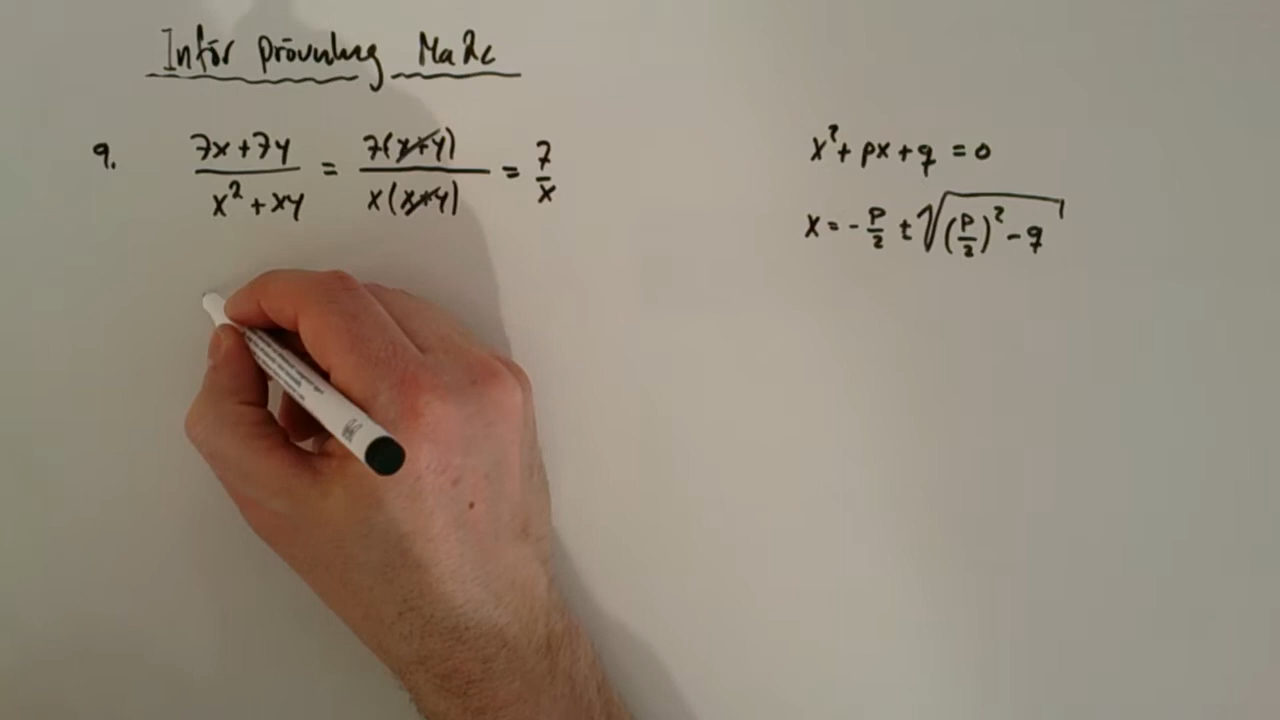 Inför prövning Ma2c
9. (7x+7y)/(x²+xy) = 7(x+y)/x(x+y) = 7/x
x² + px + q = 0
x = -p/2 ± √((p/2)² - q)